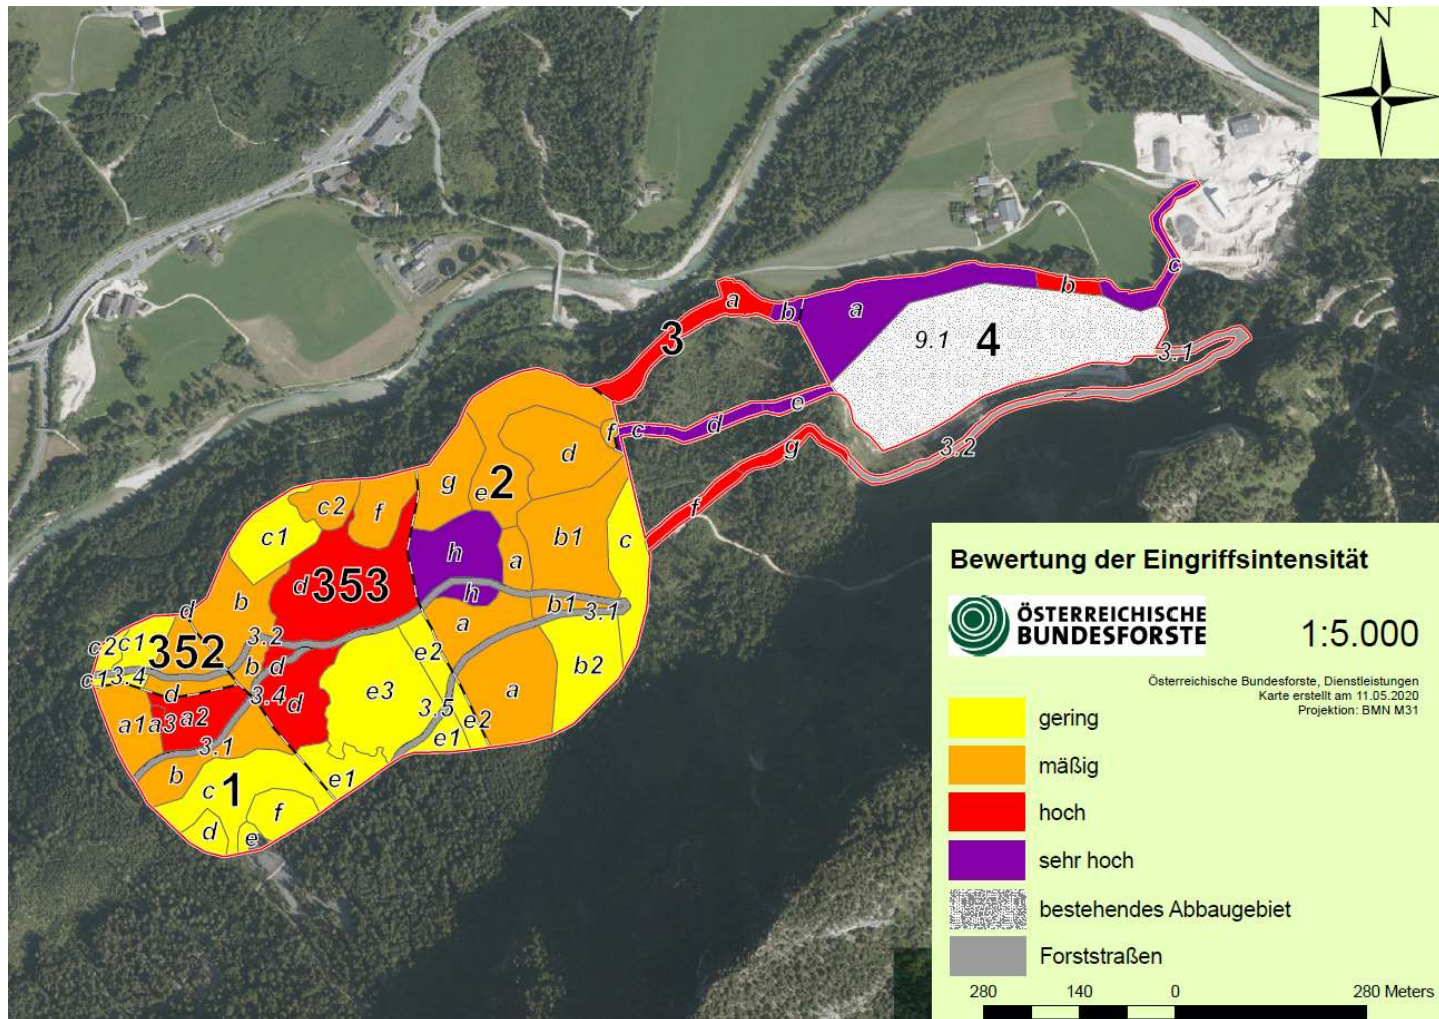 N
a
b
a
b
c
3
9.1
4
3.1
c
d
e
f
3.2
g
f
d
g
e
2
c2
f
c1
h
a
b1
c
d
353
h
b1
3.1
b
a
d
c2
c1
352
3.2
e2
b
d
b2
c1
3.4
d
3.4
d
e3
a
a1
a3
a2
3.5
e2
3.1
e1
b
c
1
e1
f
d
e
Bewertung der Eingriffsintensität
ÖSTERREICHISCHE
BUNDESFORSTE
1:5.000
Österreichische Bundesforste, Dienstleistungen
Karte erstellt am 11.05.2020
Projektion: BMN M31
gering
mäßig
hoch
sehr hoch
bestehendes Abbaugebiet
Forststraßen
280 140 0 280 Meters